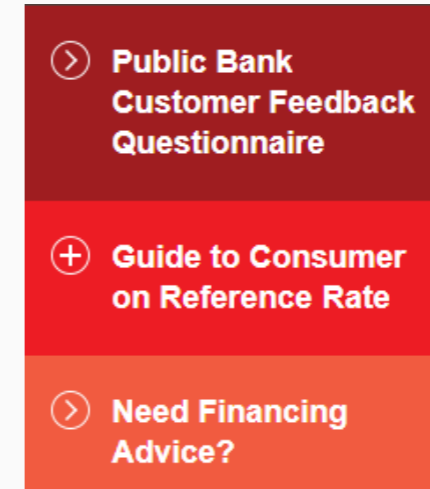 Public Bank
Customer Feedback
Questionnaire
Guide to Consumer
on Reference Rate
Need Financing
Advice?